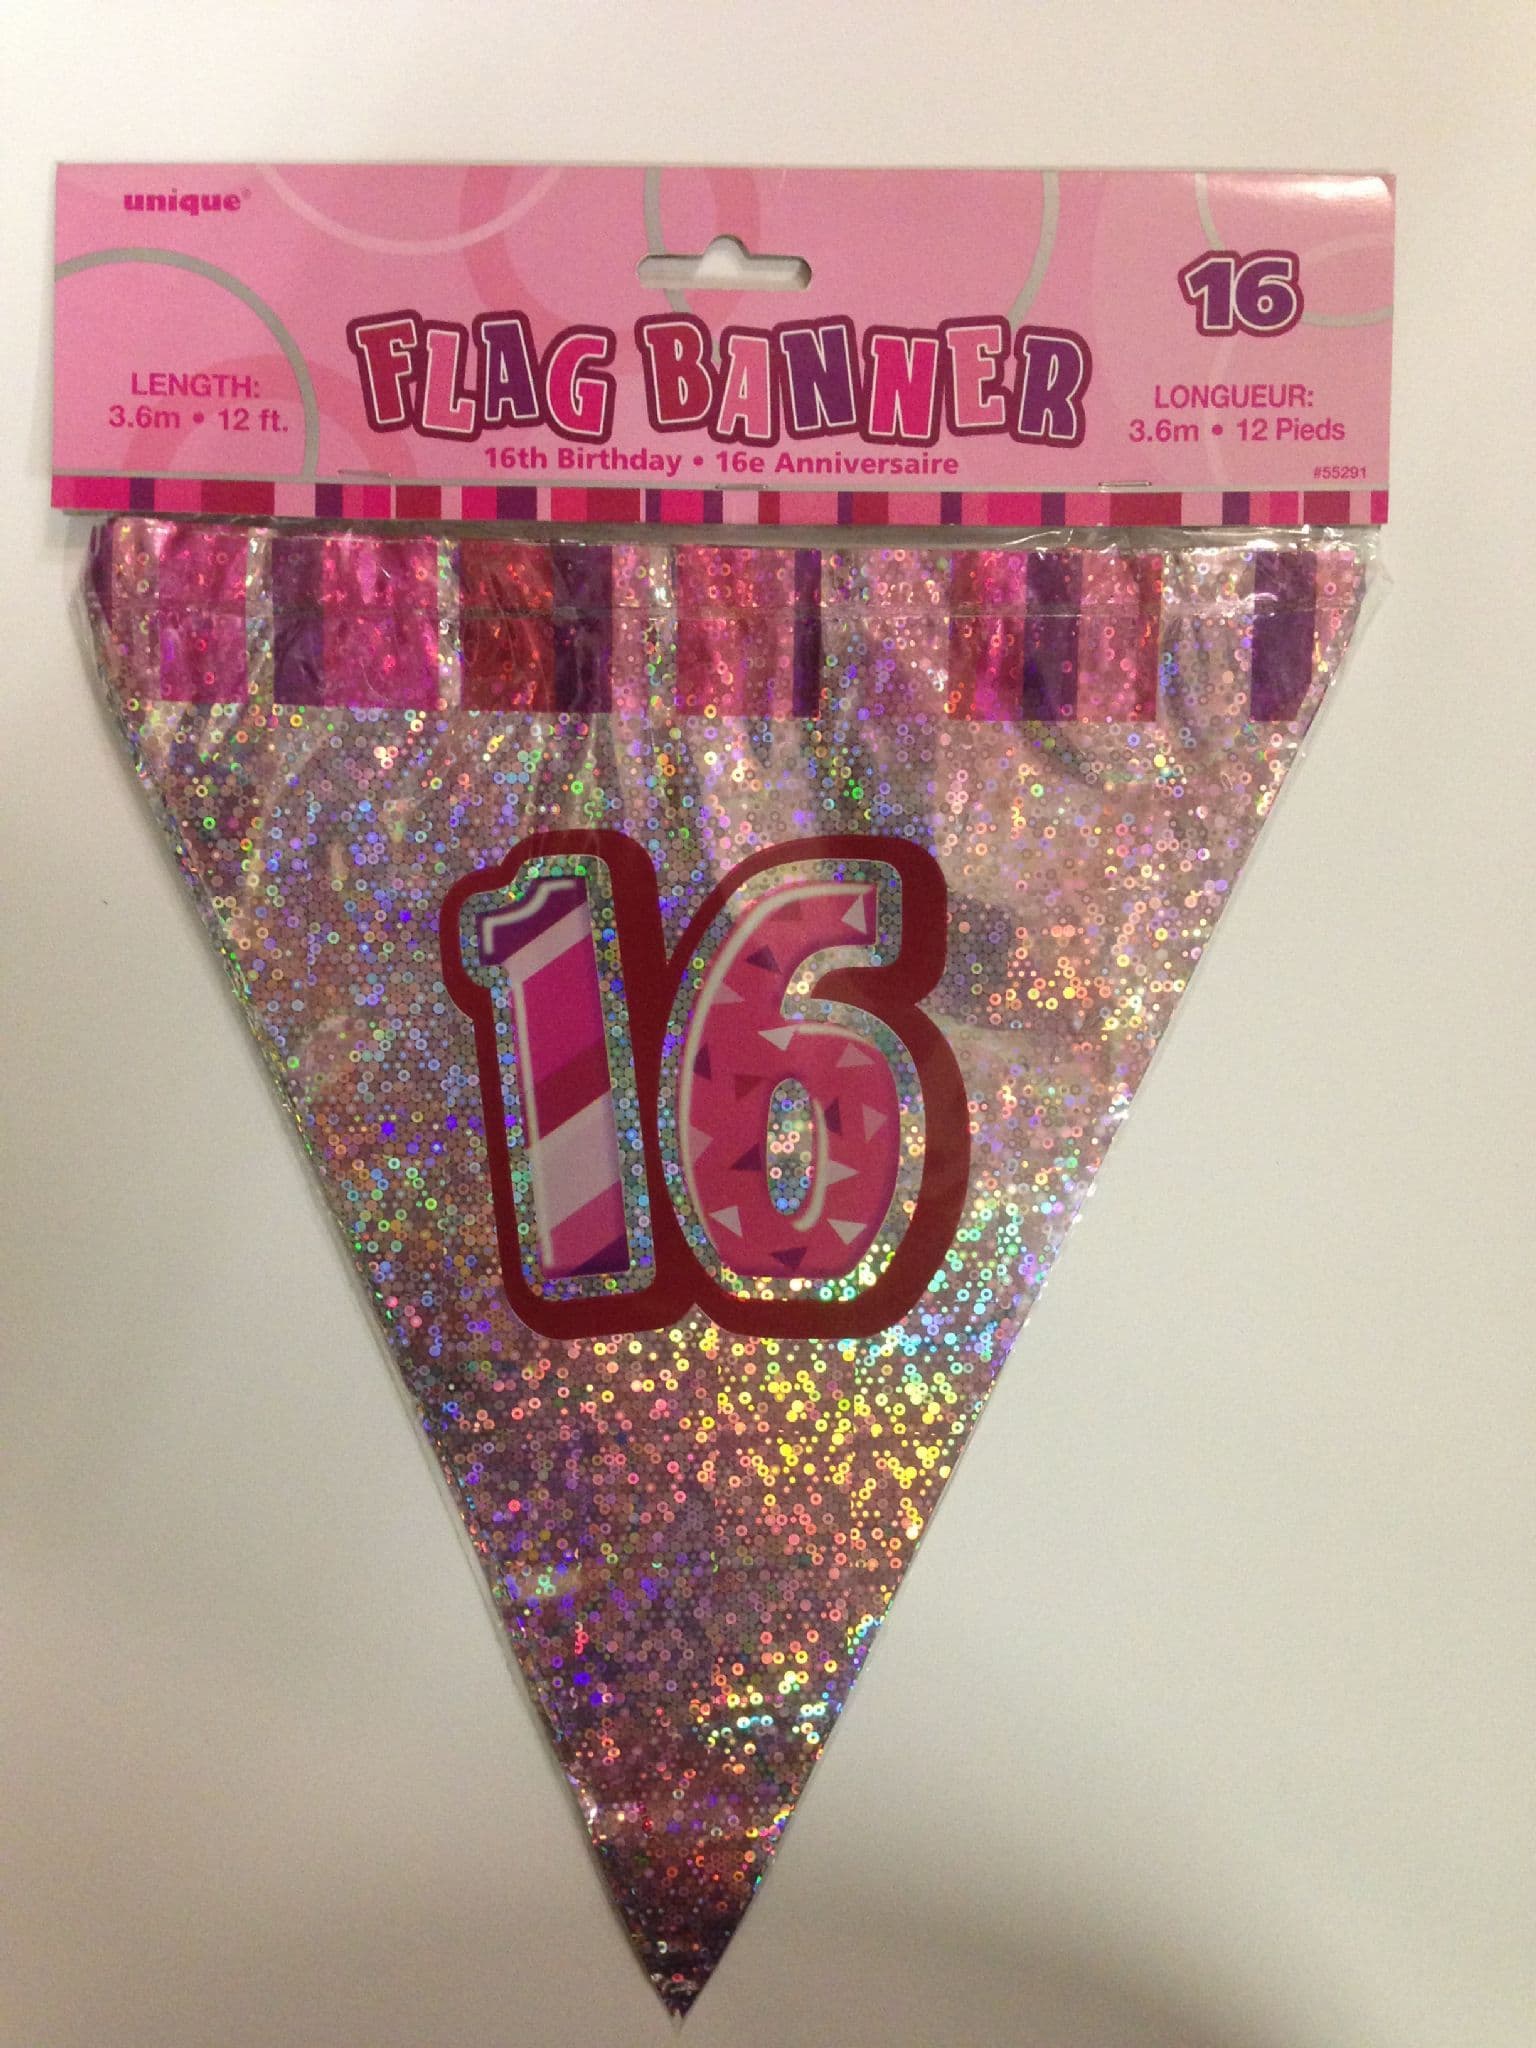 unique®
16
FLAG BANNER
LENGTH:
3.6m • 12 ft.
LONGUEUR:
3.6m • 12 Pieds
16th Birthday • 16e Anniversaire
#55291
16